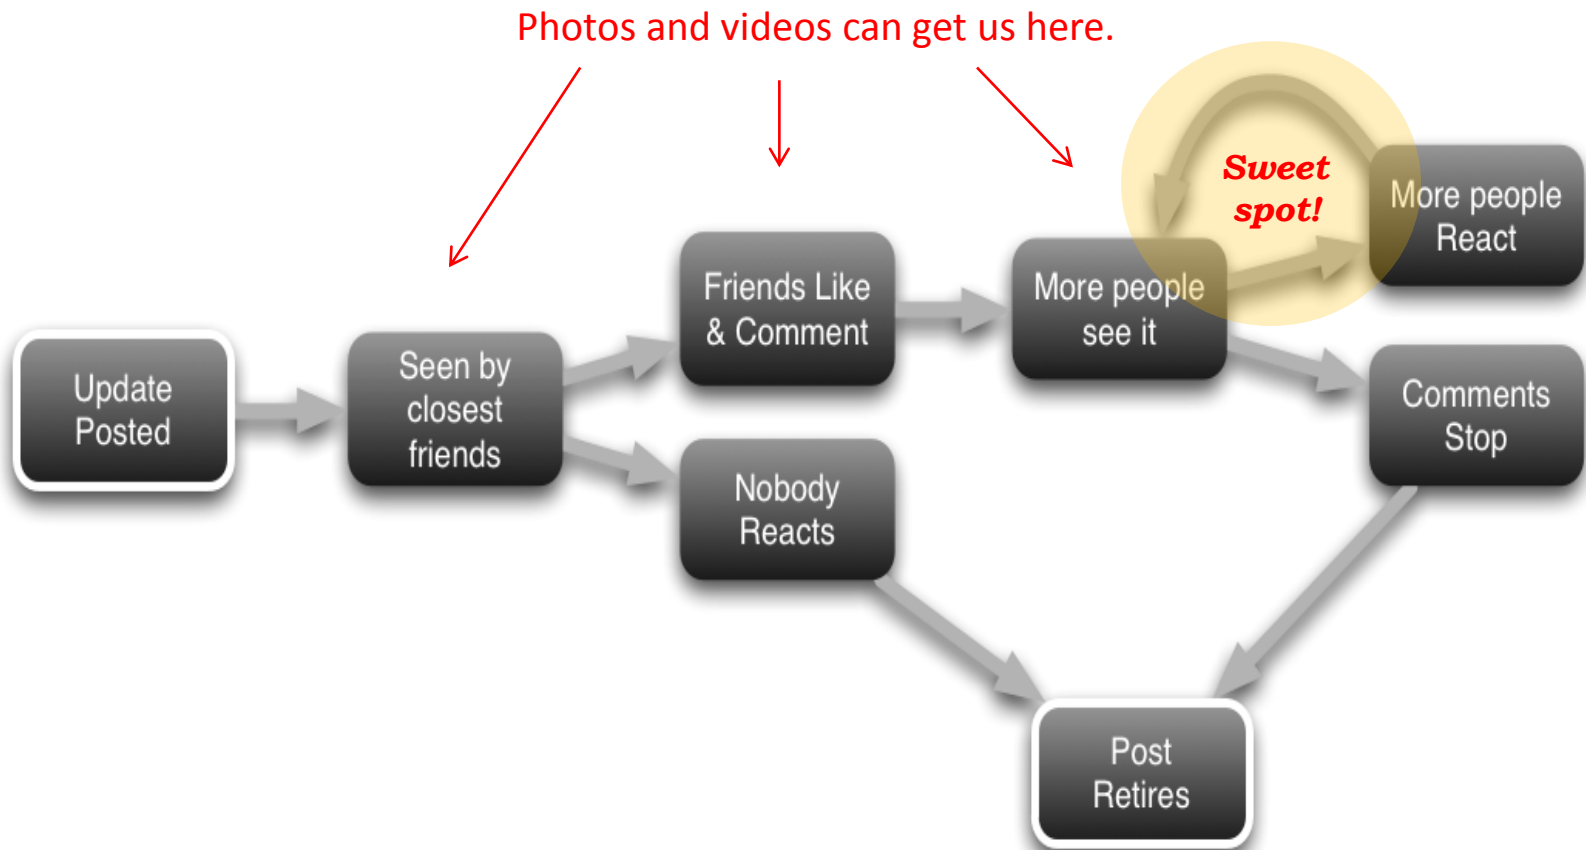 Photos and videos can get us here.
Sweet
spot!
More people
React
Friends Like
& Comment
More people
see it
Update
Posted
Seen by
closest
friends
Comments
Stop
Nobody
Reacts
Post
Retires